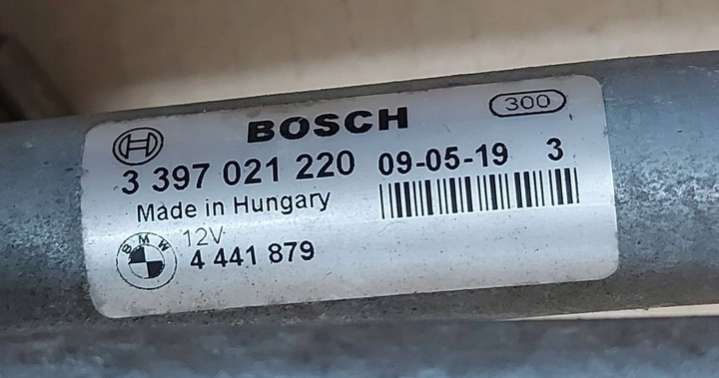 BOSCH 300
3 397 021 220 09-05-19 3
Made in Hungary
12V
BMW
4 441 879